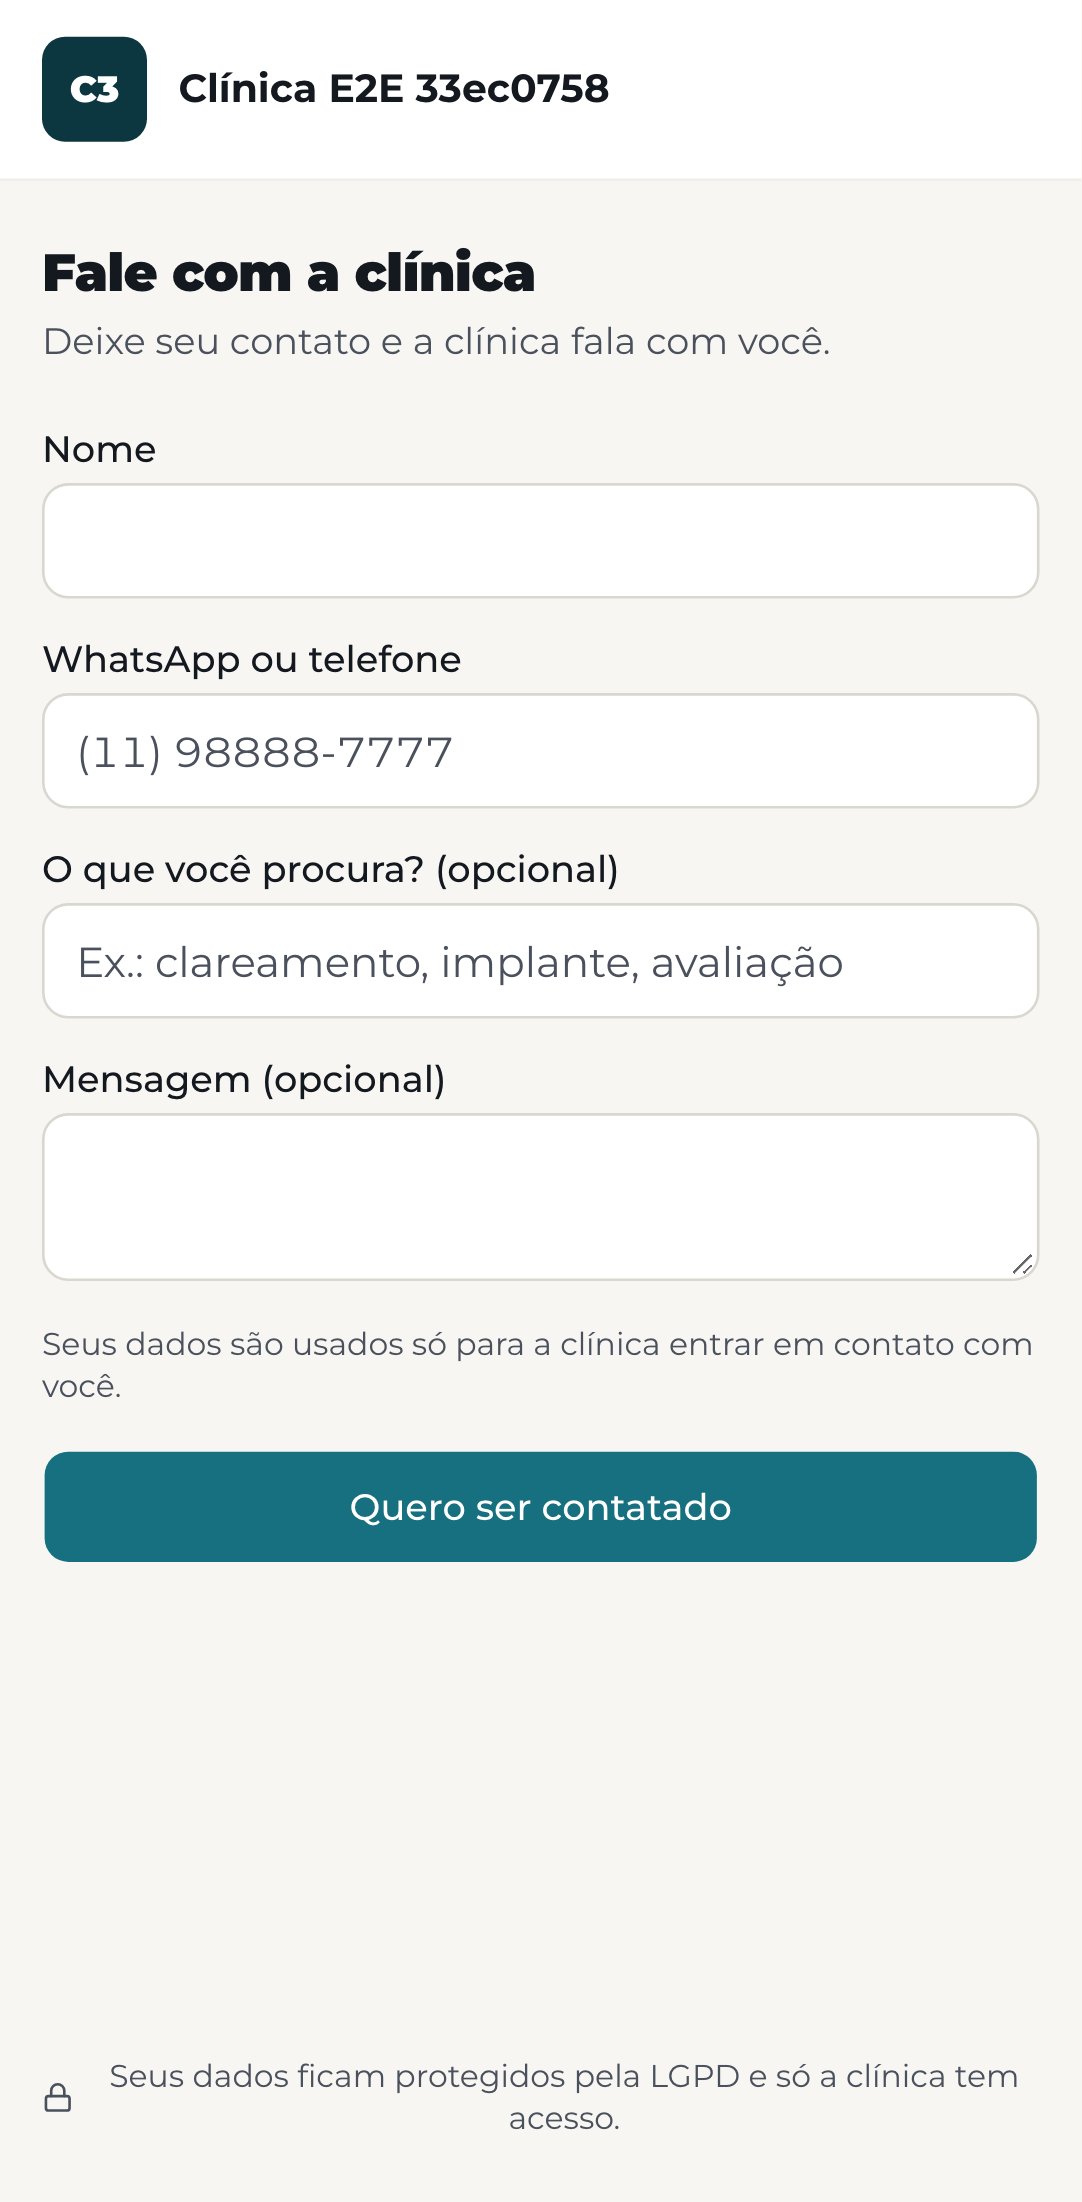 C3
Clínica E2E 33ec0758
Fale com a clínica
Deixe seu contato e a clínica fala com você.
Nome
WhatsApp ou telefone
(11) 98888-7777
O que você procura? (opcional)
Ex.: clareamento, implante, avaliação
Mensagem (opcional)
Seus dados são usados só para a clínica entrar em contato com
você.
Quero ser contatado
Seus dados ficam protegidos pela LGPD e só a clínica tem
acesso.